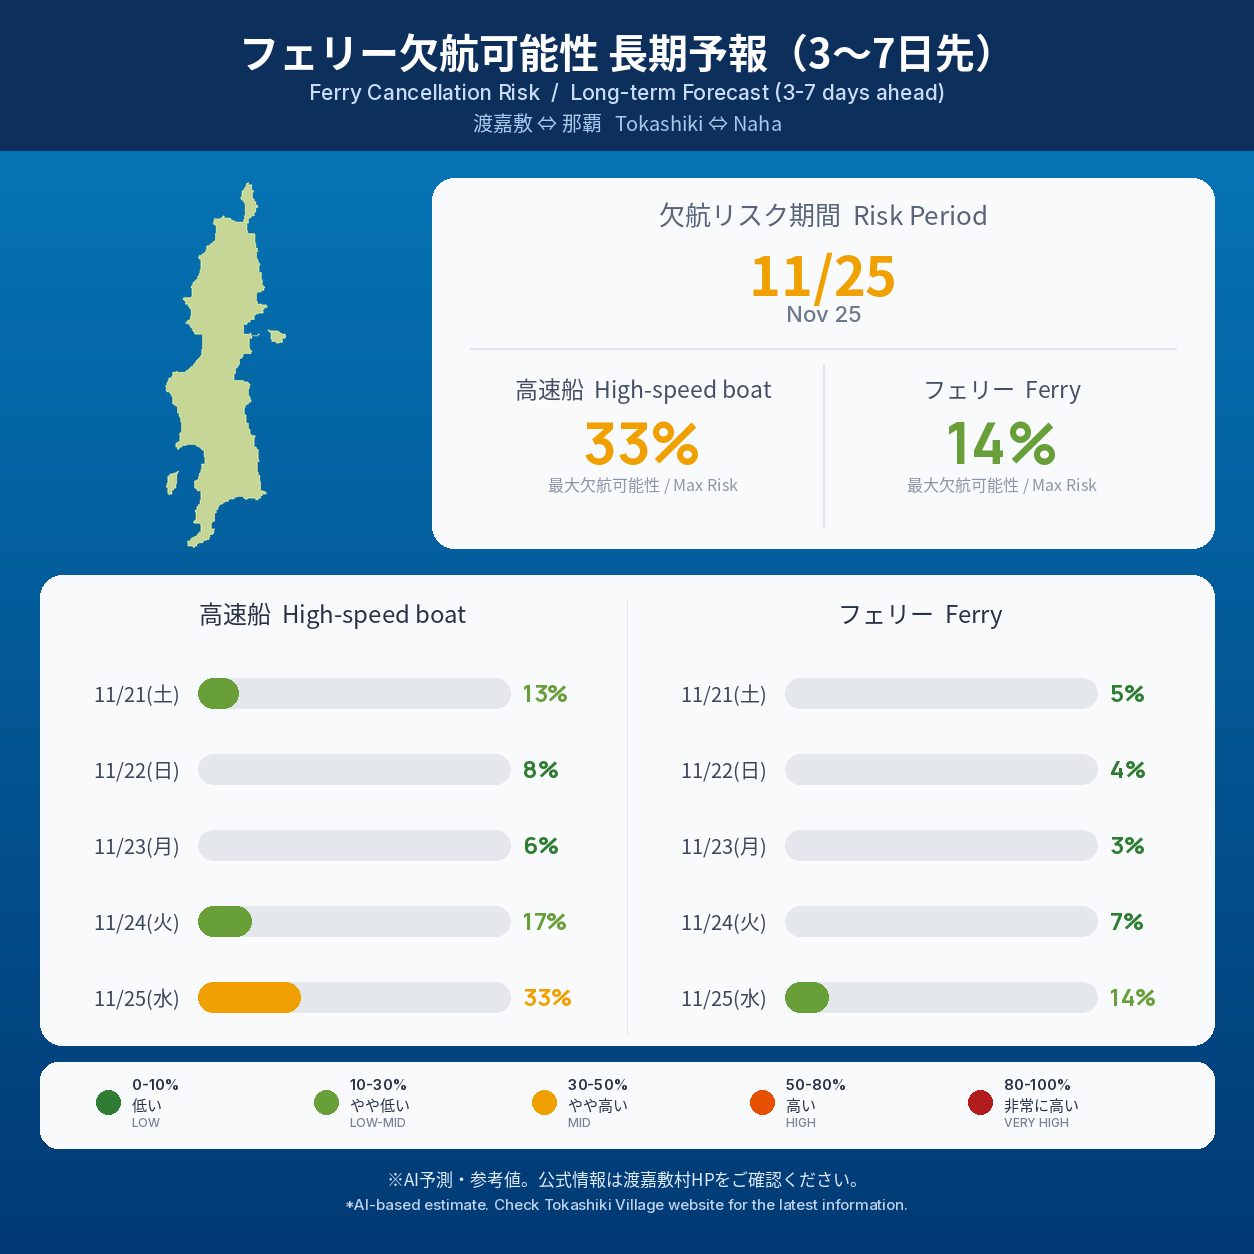 フェリー欠航可能性 長期予報（3〜7日先）
Ferry Cancellation Risk / Long-term Forecast (3-7 days ahead)
渡嘉敷 ⇔ 那覇 Tokashiki ⇔ Naha
欠航リスク期間 Risk Period
11/25
Nov 25
高速船 High-speed boat
33%
最大欠航可能性 / Max Risk
フェリー Ferry
14%
最大欠航可能性 / Max Risk
高速船 High-speed boat
11/21(土) 13%
11/22(日) 8%
11/23(月) 6%
11/24(火) 17%
11/25(水) 33%
フェリー Ferry
11/21(土) 5%
11/22(日) 4%
11/23(月) 3%
11/24(火) 7%
11/25(水) 14%
0-10%
低い
LOW
10-30%
やや低い
LOW-MID
30-50%
やや高い
MID
50-80%
高い
HIGH
80-100%
非常に高い
VERY HIGH
※AI予測・参考値。公式情報は渡嘉敷村HPをご確認ください。
*AI-based estimate. Check Tokashiki Village website for the latest information.